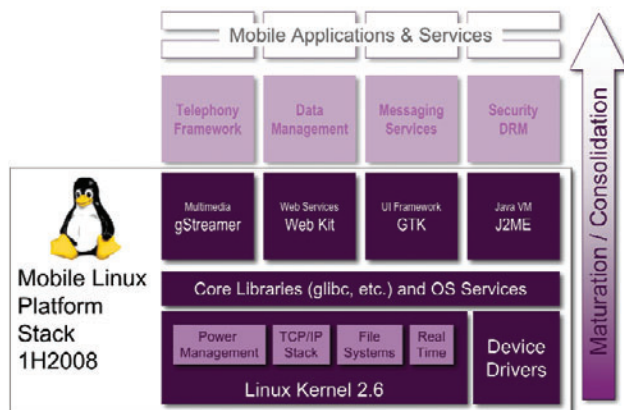 Mobile Applications & Services
Telephony
Framework
Data
Management
Messaging
Services
Security
DRM
Multimedia
gStreamer
Web Services
Web Kit
UI Framework
GTK
Java VM
J2ME
Mobile Linux
Platform
Stack
1H2008
Core Libraries (glibc, etc.) and OS Services
Power
Management
TCP/IP
Stack
File
Systems
Real
Time
Linux Kernel 2.6
Device
Drivers
Maturation / Consolidation